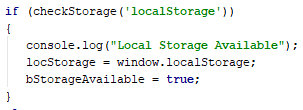 if (checkStorage('localStorage'))
{
console.log("Local Storage Available");
locStorage = window.localStorage;
bStorageAvailable = true;
}